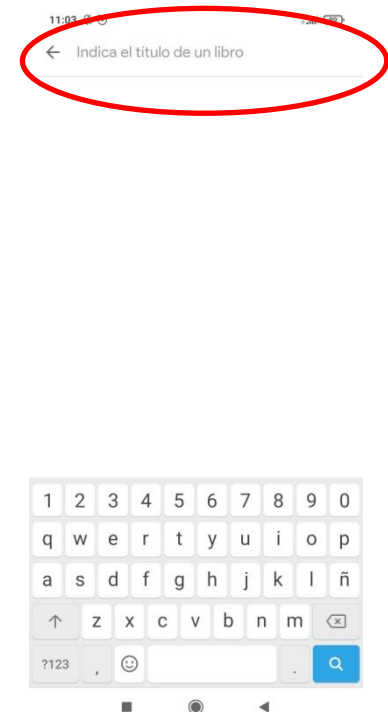 11:03
Indica el título de un libro
1 2 3 4 5 6 7 8 9 0
q w e r t y u i o p
a s d f g h j k l ñ
z x c v b n m
?123 , .